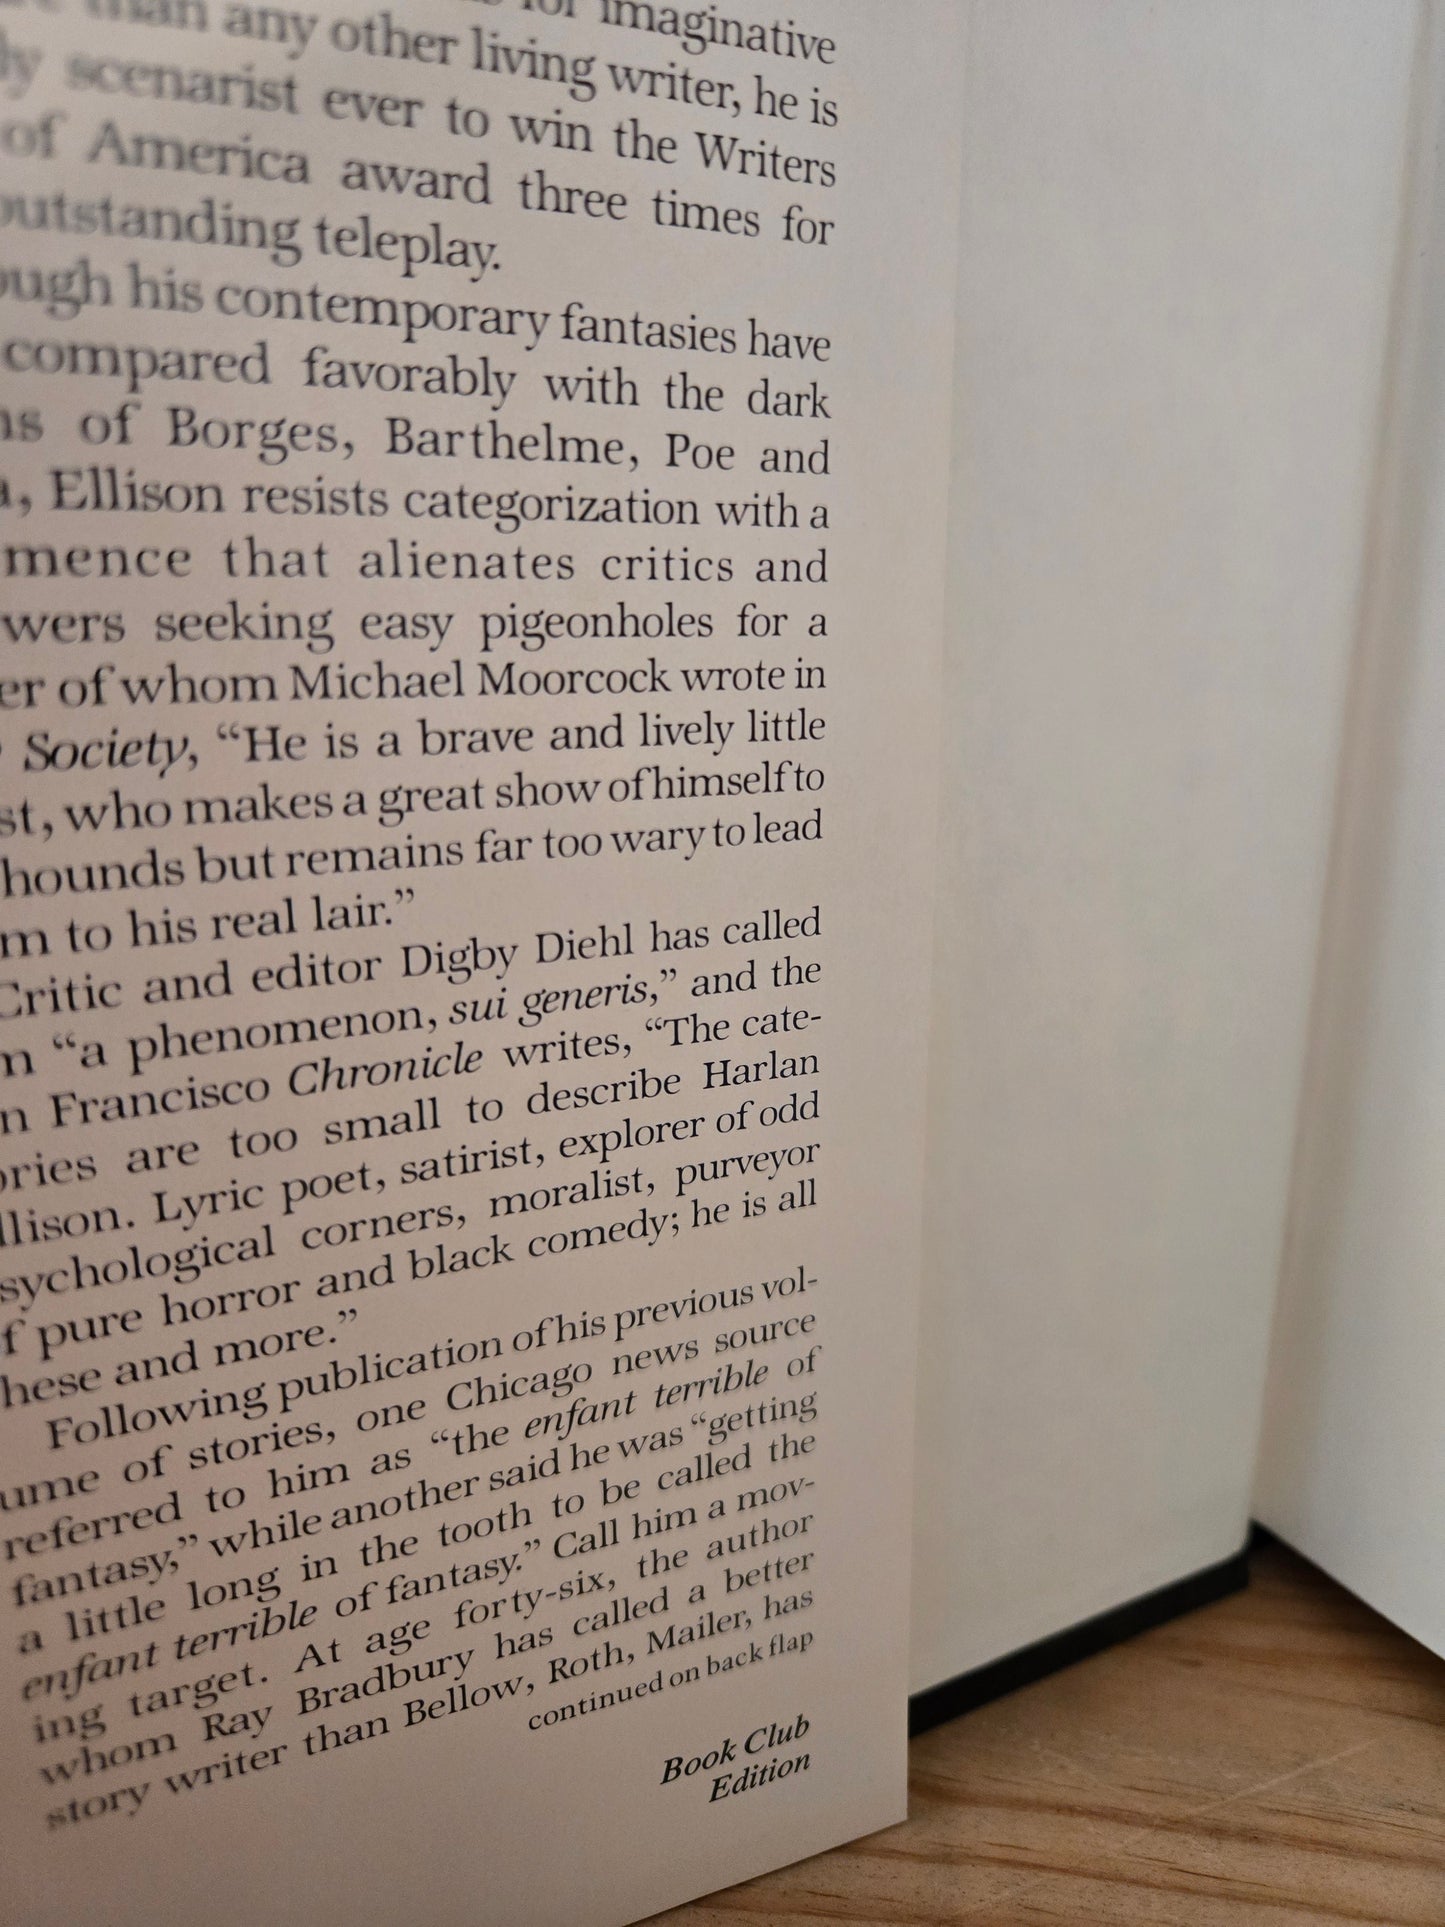 than any other living writer, he is
scenarist ever to win the Writers
of America award three times for
outstanding teleplay.
ough his contemporary fantasies have
compared favorably with the dark
ns of Borges, Barthelme, Poe and
a, Ellison resists categorization with a
mence that alienates critics and
wers seeking easy pigeonholes for a
er of whom Michael Moorcock wrote in
Society, “He is a brave and lively little
st, who makes a great show of himself to
hounds but remains far too wary to lead
m to his real lair.”
Critic and editor Digby Diehl has called
m “a phenomenon, sui generis,” and the
n Francisco Chronicle writes, “The cate-
ories are too small to describe Harlan
llison. Lyric poet, satirist, explorer of odd
sychological corners, moralist, purveyor
f pure horror and black comedy; he is all
hese and more.”
Following publication of his previous vol-
ume of stories, one Chicago news source
referred to him as “the enfant terrible of
fantasy,” while another said he was “getting
a little long in the tooth to be called the
enfant terrible of fantasy.” Call him a mov-
ing target. At age forty-six, the author
whom Ray Bradbury has called a better
story writer than Bellow, Roth, Mailer, has
continued on back flap
Book Club
Edition